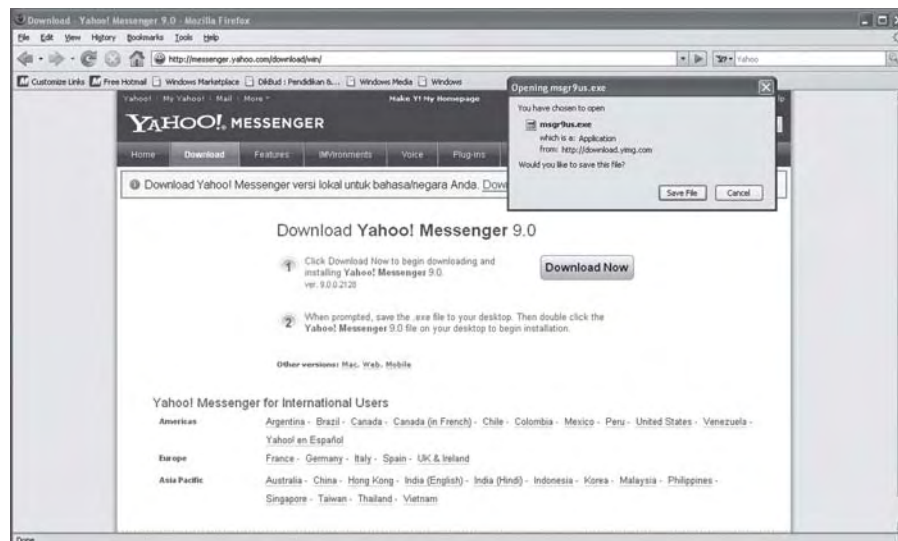 Download - Yahoo! Messenger 9.0 - Mozilla Firefox
File Edit View History Bookmarks Tools Help
http://messenger.yahoo.com/download/win/
Yahoo
Customize Links Free Hotmail Windows Marketplace DikBud : Pendidikan &... Windows Media Windows
Yahoo! My Yahoo! Mail More Make Y! My Homepage
YAHOO! MESSENGER
Home Download Features IMVironments Voice Plug-ins
Opening msgr9us.exe
You have chosen to open
msgr9us.exe
which is a: Application
from: http://download.yimg.com
Would you like to save this file?
Save File Cancel
Download Yahoo! Messenger versi lokal untuk bahasa/negara Anda.
Download Yahoo! Messenger 9.0
1 Click Download Now to begin downloading and
installing Yahoo! Messenger 9.0.
ver. 9.0.0.2128
Download Now
2 When prompted, save the .exe file to your desktop. Then double click the
Yahoo! Messenger 9.0 file on your desktop to begin installation.
Other versions: Mac, Web, Mobile
Yahoo! Messenger for International Users
Americas Argentina - Brazil - Canada - Canada (in French) - Chile - Colombia - Mexico - Peru - United States - Venezuela -
Yahoo! en Español
Europe France - Germany - Italy - Spain - UK & Ireland
Asia Pacific Australia - China - Hong Kong - India (English) - India (Hindi) - Indonesia - Korea - Malaysia - Philippines -
Singapore - Taiwan - Thailand - Vietnam
Done